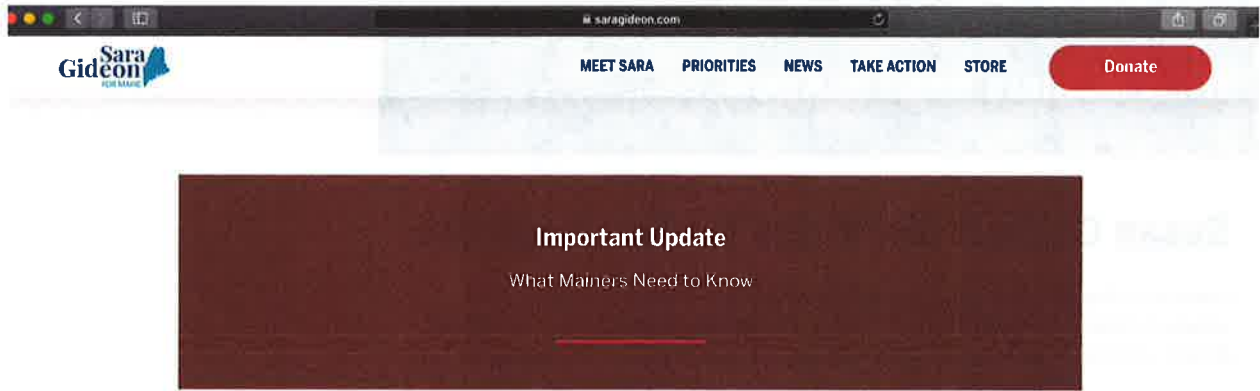 saragideon.com
Sara
Gideon
FOR MAINE
MEET SARA PRIORITIES NEWS TAKE ACTION STORE Donate
Important Update
What Mainers Need to Know